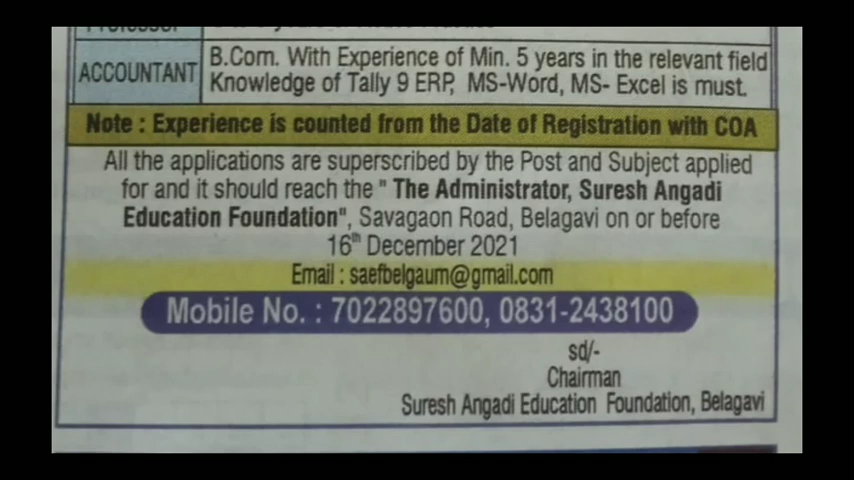 ACCOUNTANT
B.Com. With Experience of Min. 5 years in the relevant field
Knowledge of Tally 9 ERP, MS-Word, MS- Excel is must.
Note : Experience is counted from the Date of Registration with COA
All the applications are superscribed by the Post and Subject applied
for and it should reach the " The Administrator, Suresh Angadi
Education Foundation", Savagaon Road, Belagavi on or before
16th December 2021
Email : saefbelgaum@gmail.com
Mobile No. : 7022897600, 0831-2438100
sd/-
Chairman
Suresh Angadi Education Foundation, Belagavi